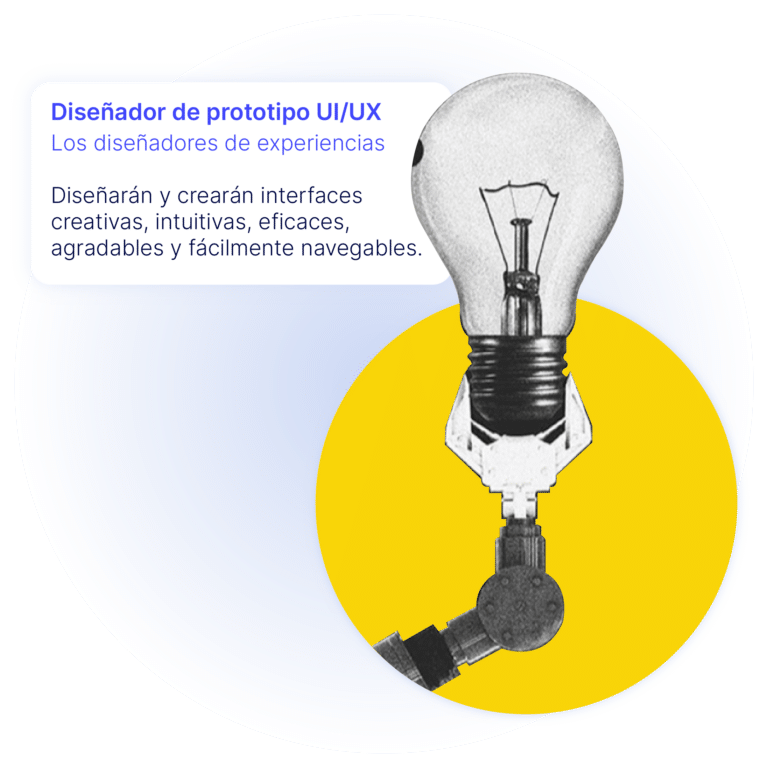 Diseñador de prototipo UI/UX
Los diseñadores de experiencias
Diseñarán y crearán interfaces
creativas, intuitivas, eficaces,
agradables y fácilmente navegables.